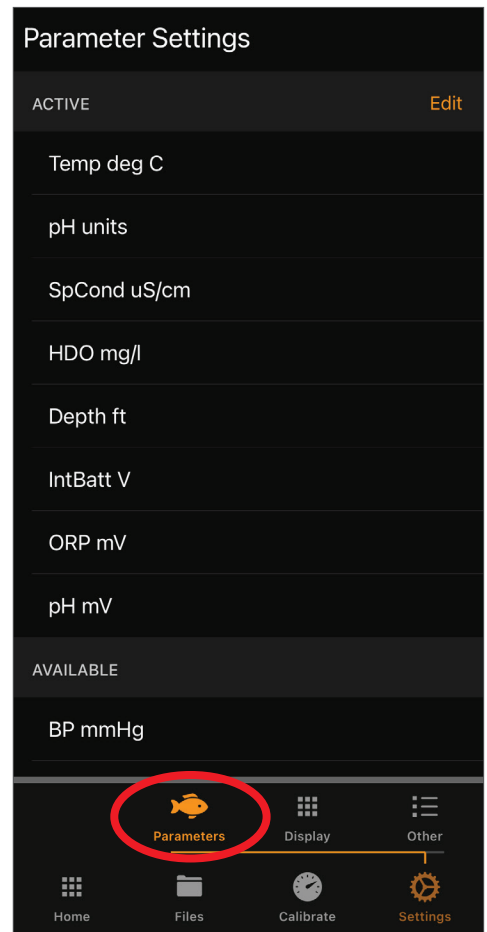 Parameter Settings
ACTIVE Edit
Temp deg C
pH units
SpCond uS/cm
HDO mg/l
Depth ft
IntBatt V
ORP mV
pH mV
AVAILABLE
BP mmHg
Parameters Display Other
Home Files Calibrate Settings